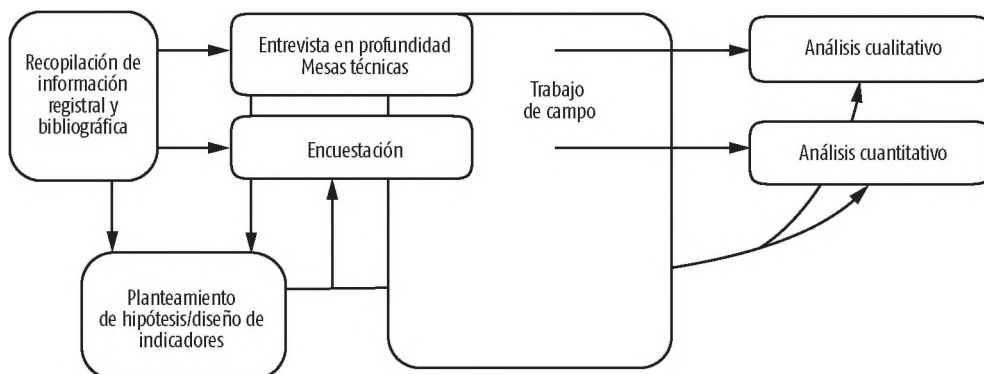 Recopilación de
información
registral y
bibliográfica
Entrevista en profundidad
Mesas técnicas
Encuestación
Planteamiento
de hipótesis/diseño de
indicadores
Trabajo
de campo
Análisis cualitativo
Análisis cuantitativo